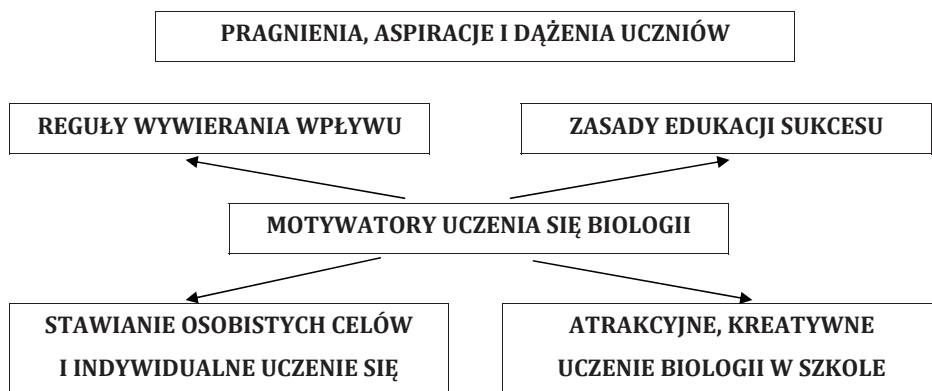 PRAGNIENIA, ASPIRACJE I DĄŻENIA UCZNIÓW
REGUŁY WYWIERANIA WPŁYWU
ZASADY EDUKACJI SUKCESU
MOTYWATORY UCZENIA SIĘ BIOLOGII
STAWIANIE OSOBISTYCH CELÓW
I INDYWIDUALNE UCZENIE SIĘ
ATRAKCYJNE, KREATYWNE
UCZENIE BIOLOGII W SZKOLE